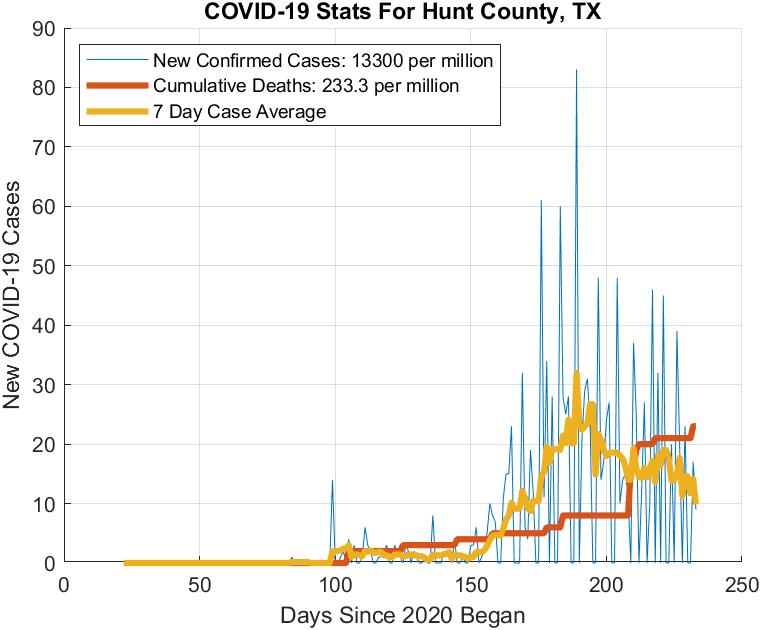 COVID-19 Stats For Hunt County, TX
New Confirmed Cases: 13300 per million
Cumulative Deaths: 233.3 per million
7 Day Case Average
New COVID-19 Cases
90
80
70
60
50
40
30
20
10
0
0 50 100 150 200 250
Days Since 2020 Began